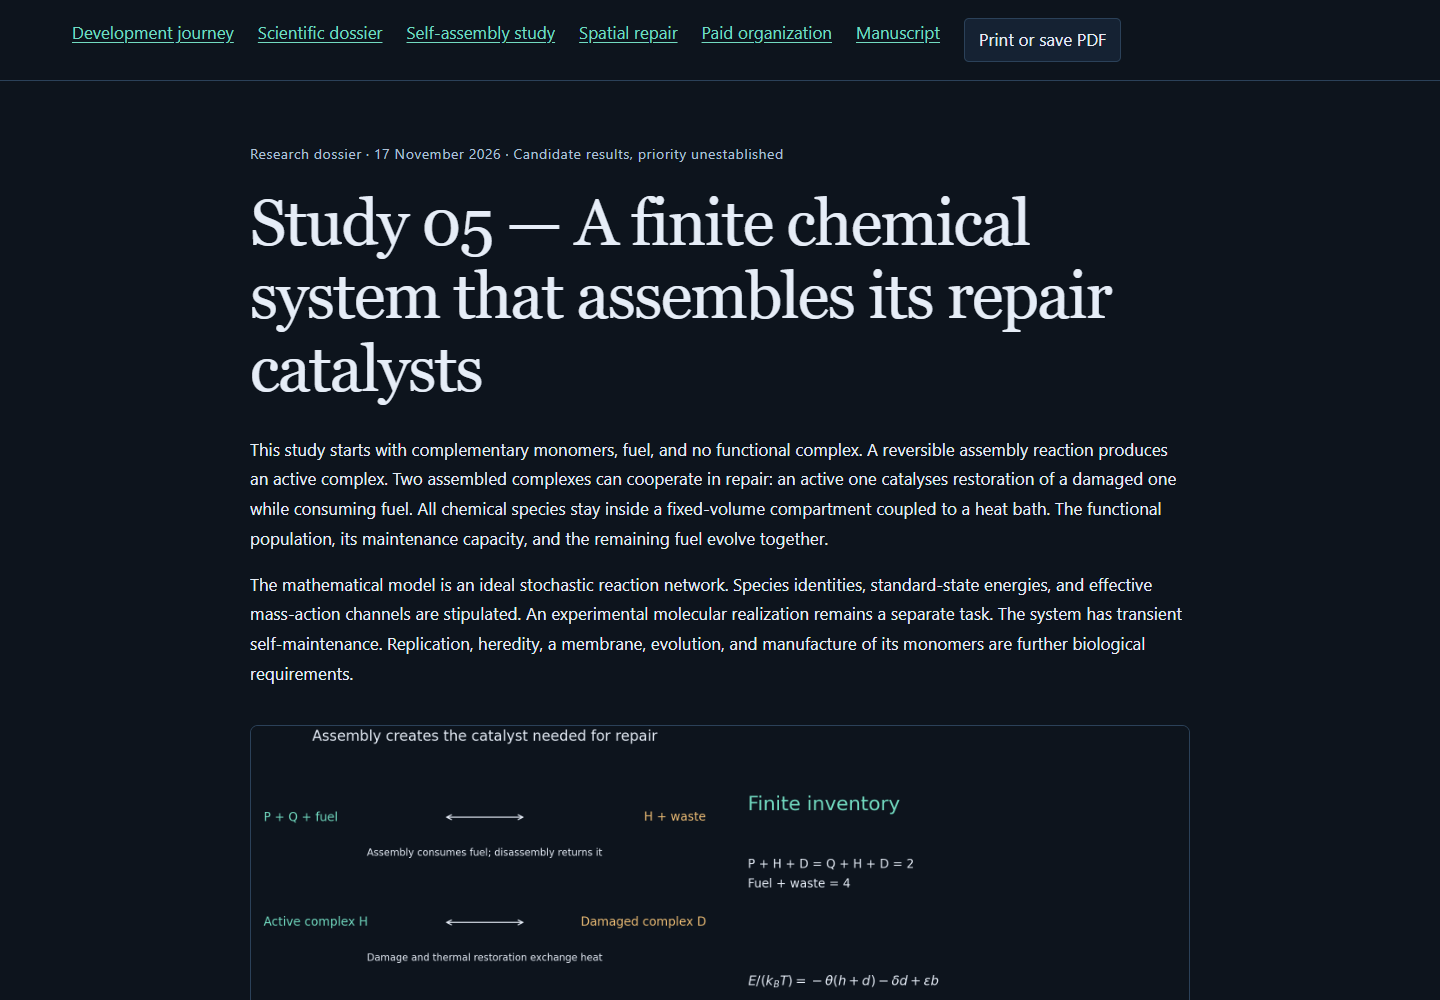 Development journey Scientific dossier Self-assembly study Spatial repair Paid organization Manuscript Print or save PDF
Research dossier · 17 November 2026 · Candidate results, priority unestablished
Study 05 — A finite chemical
system that assembles its repair
catalysts
This study starts with complementary monomers, fuel, and no functional complex. A reversible assembly reaction produces
an active complex. Two assembled complexes can cooperate in repair: an active one catalyses restoration of a damaged one
while consuming fuel. All chemical species stay inside a fixed-volume compartment coupled to a heat bath. The functional
population, its maintenance capacity, and the remaining fuel evolve together.
The mathematical model is an ideal stochastic reaction network. Species identities, standard-state energies, and effective
mass-action channels are stipulated. An experimental molecular realization remains a separate task. The system has transient
self-maintenance. Replication, heredity, a membrane, evolution, and manufacture of its monomers are further biological
requirements.
Assembly creates the catalyst needed for repair
Finite inventory
P + Q + fuel ⟷ H + waste
Assembly consumes fuel; disassembly returns it
P + H + D = Q + H + D = 2
Fuel + waste = 4
Active complex H ⟷ Damaged complex D
Damage and thermal restoration exchange heat
E/(k_BT) = −θ(h + d) − δd + εb